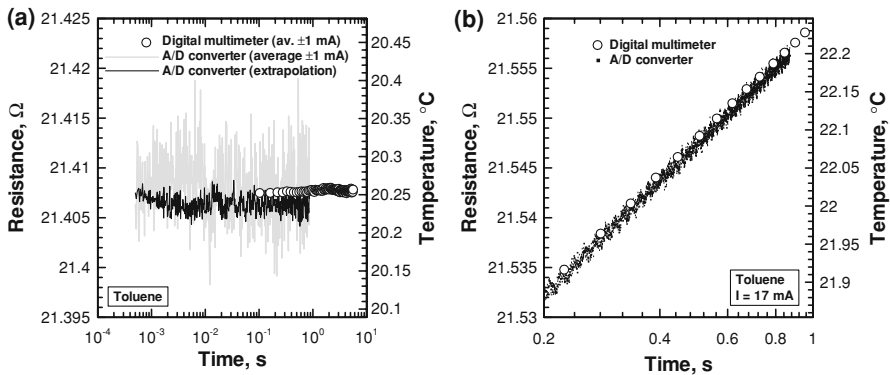 (a)
Digital multimeter (av. ±1 mA)
A/D converter (average ±1 mA)
A/D converter (extrapolation)
21.425
21.42
21.415
21.41
21.405
21.4
21.395
Resistance, Ω
20.45
20.4
20.35
20.3
20.25
20.2
20.15
20.1
Temperature, °C
Toluene
10⁻⁴ 10⁻³ 10⁻² 10⁻¹ 10⁰ 10¹
Time, s
(b)
Digital multimeter
A/D converter
21.56
21.555
21.55
21.545
21.54
21.535
21.53
Resistance, Ω
22.2
22.15
22.1
22.05
22
21.95
21.9
Temperature, °C
Toluene
I = 17 mA
0.2 0.4 0.6 0.8 1
Time, s